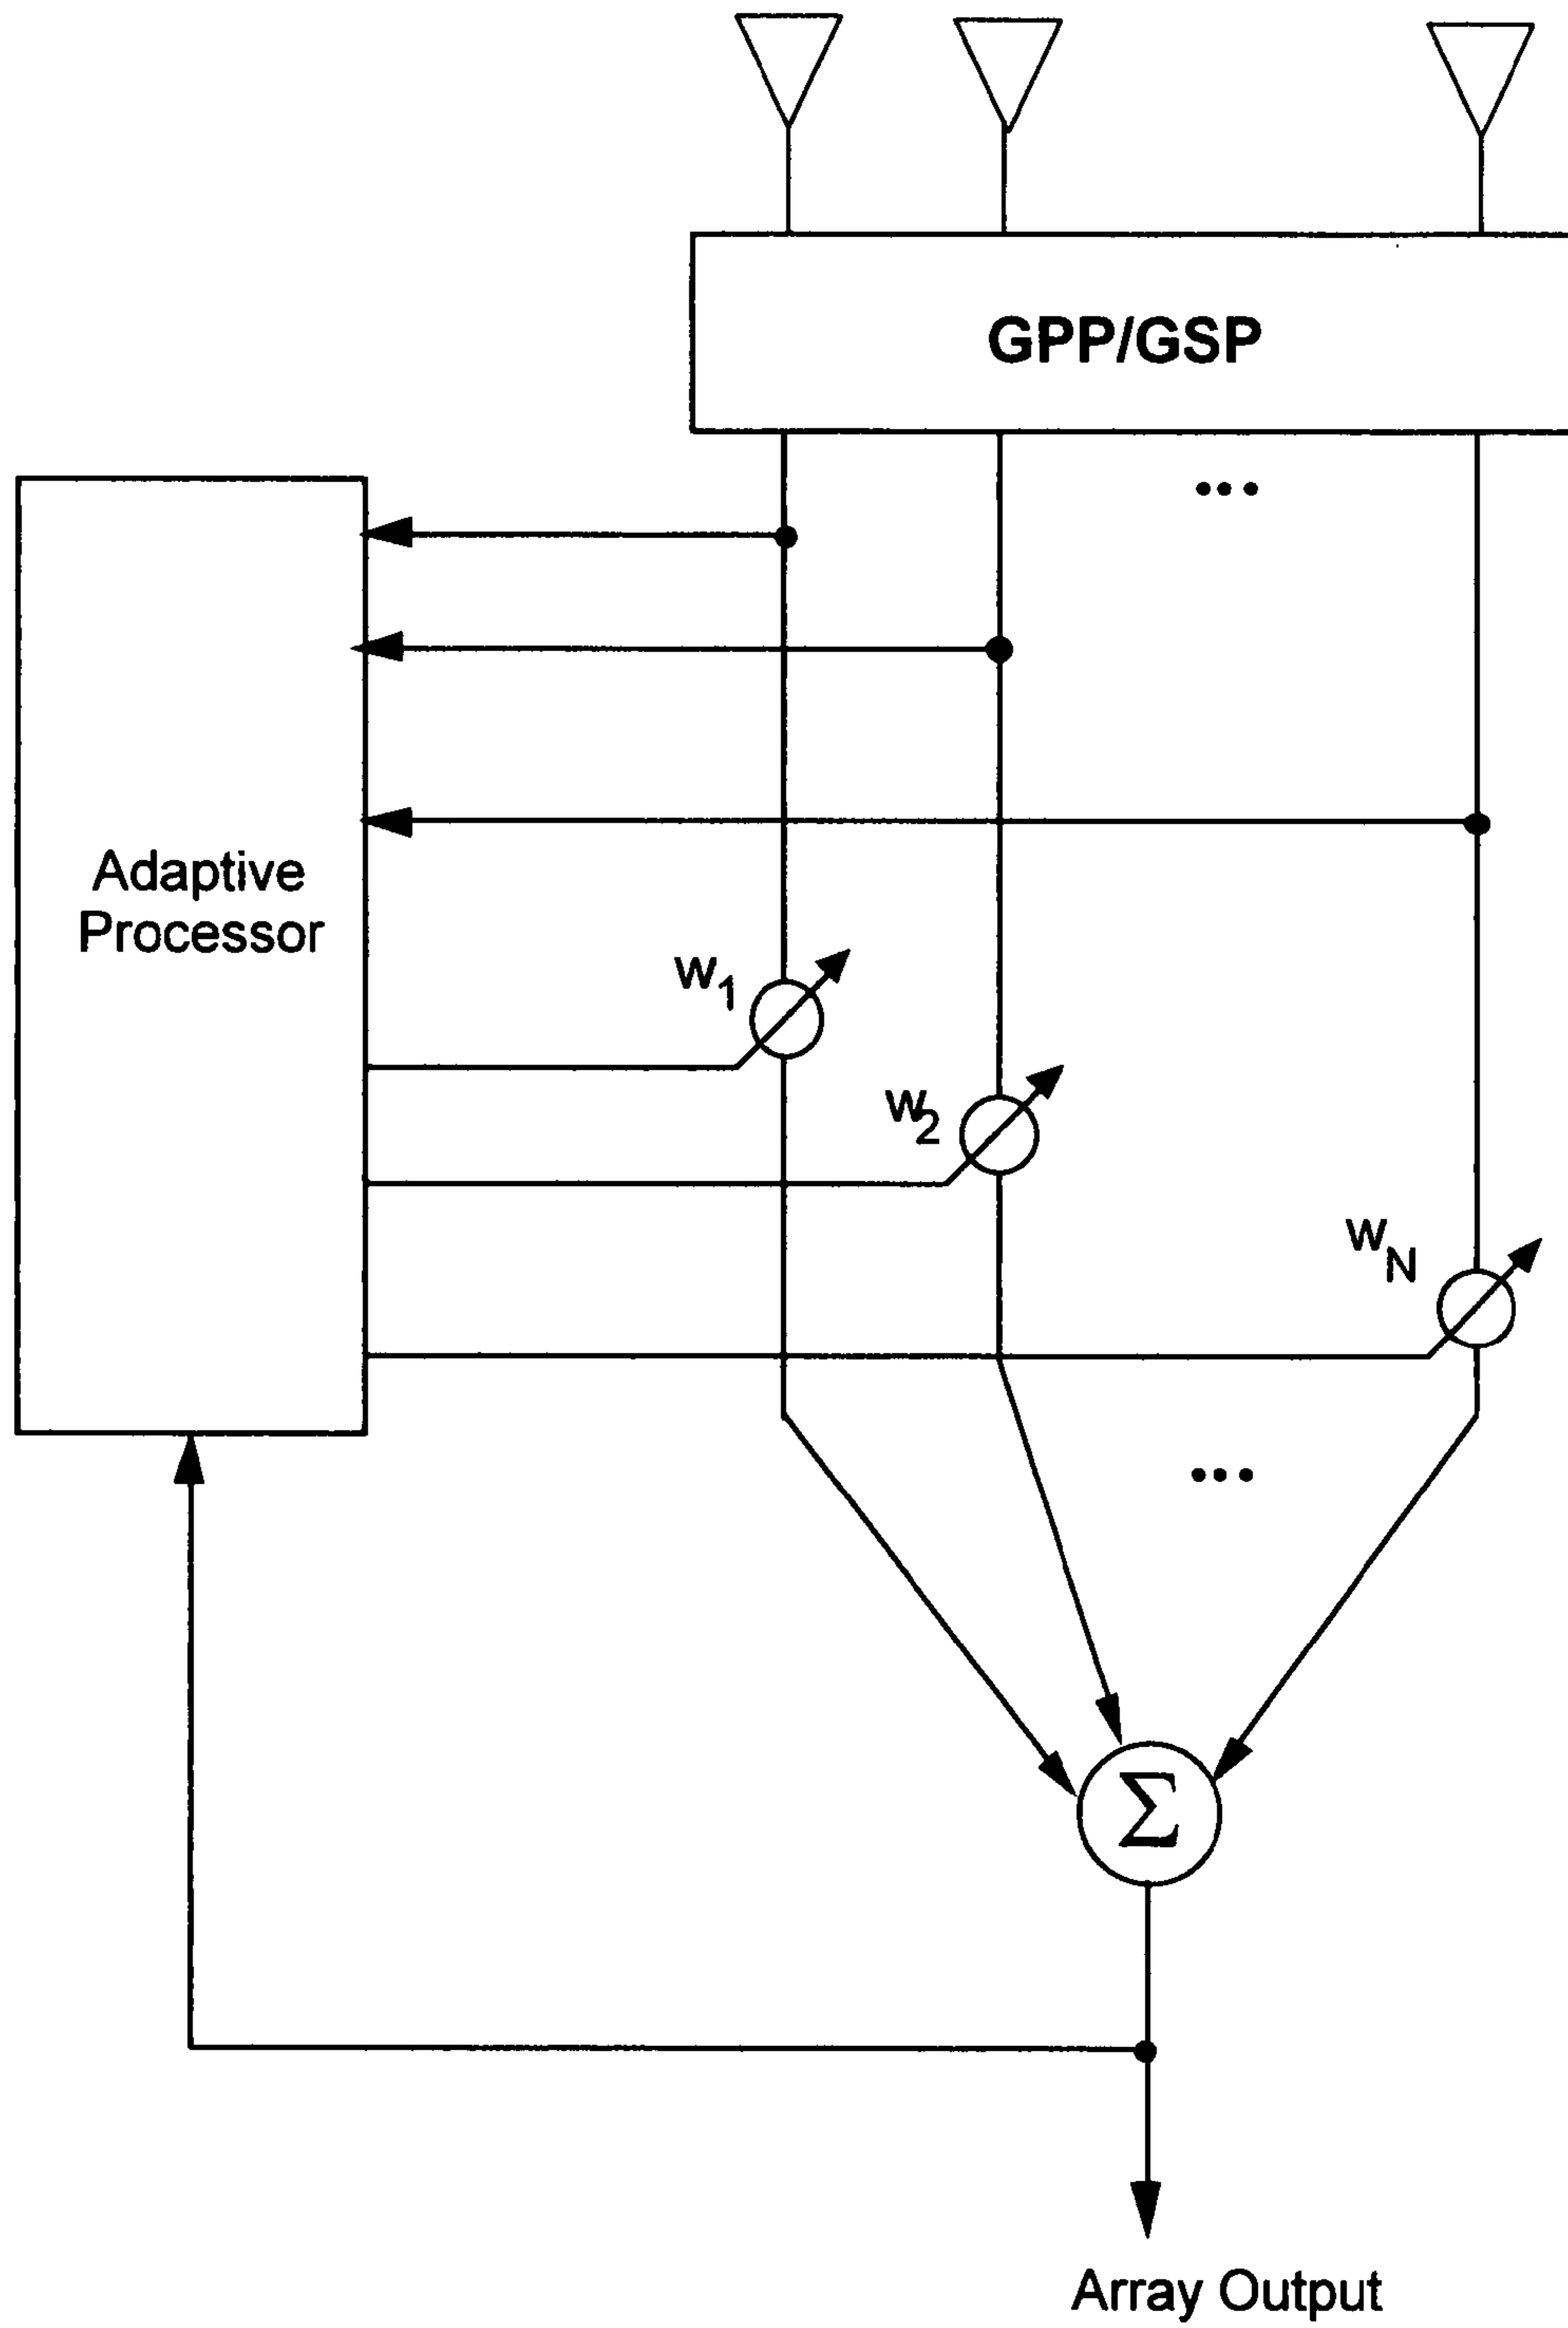 GPP/GSP
...
Adaptive
Processor
w1
w2
wN
...
Σ
Array Output